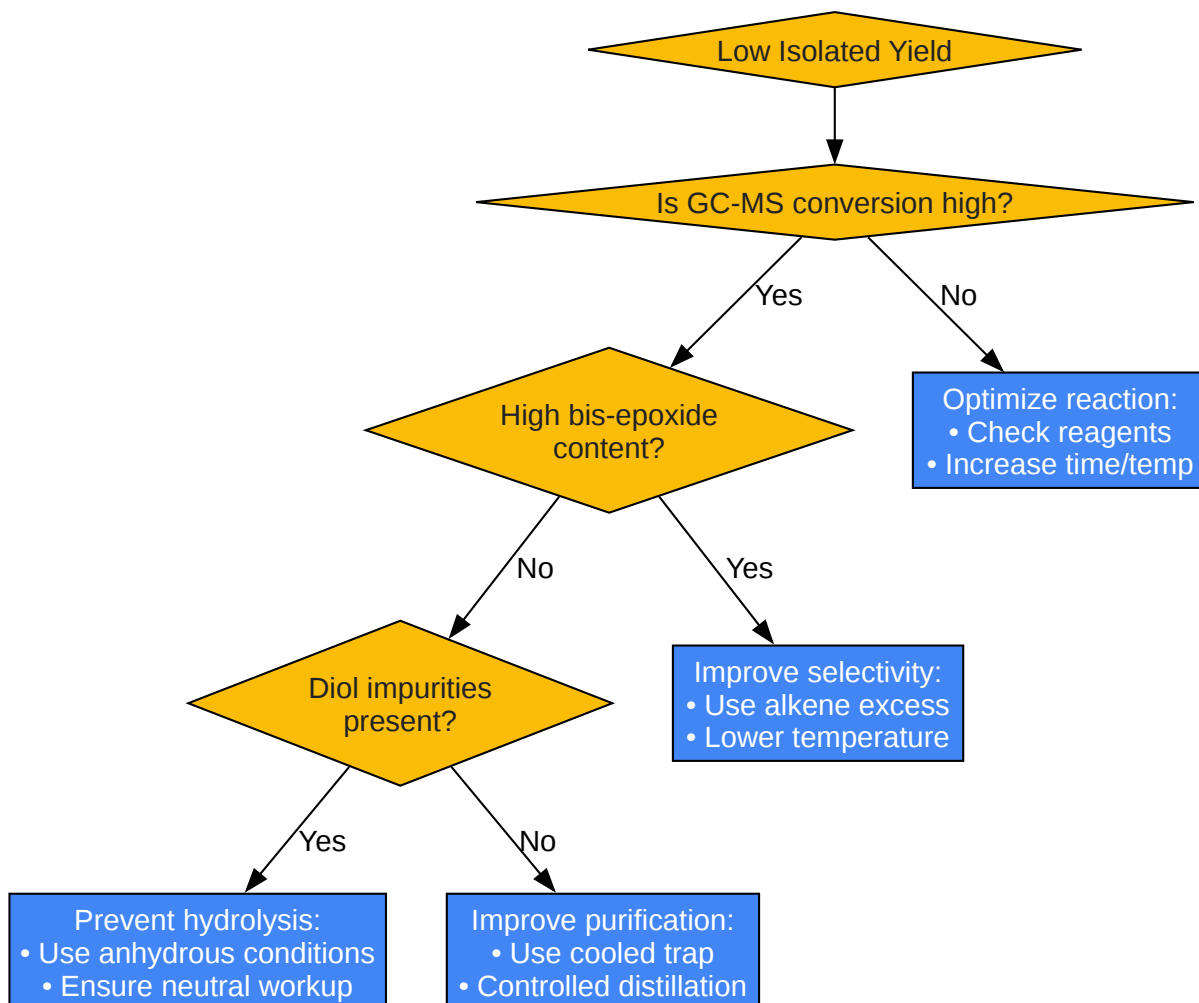 Low Isolated Yield
Is GC-MS conversion high?
Yes
No
High bis-epoxide
content?
Optimize reaction:
• Check reagents
• Increase time/temp
No
Yes
Diol impurities
present?
Improve selectivity:
• Use alkene excess
• Lower temperature
Yes
No
Prevent hydrolysis:
• Use anhydrous conditions
• Ensure neutral workup
Improve purification:
• Use cooled trap
• Controlled distillation